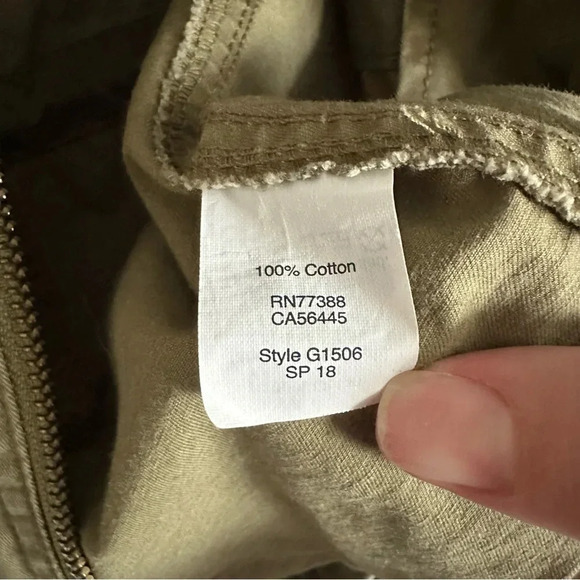 100% Cotton
RN77388
CA56445
Style G1506
SP 18